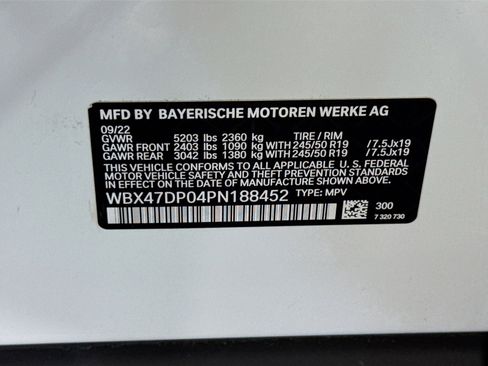 MFD BY BAYERISCHE MOTOREN WERKE AG
09/22
GVWR 5203 lbs 2360 kg TIRE / RIM
GAWR FRONT 2403 lbs 1090 kg WITH 245/50 R19 /7.5Jx19
GAWR REAR 3042 lbs 1380 kg WITH 245/50 R19 /7.5Jx19
THIS VEHICLE CONFORMS TO ALL APPLICABLE U.S. FEDERAL
MOTOR VEHICLE SAFETY, BUMPER, AND THEFT PREVENTION
STANDARDS IN EFFECT ON THE DATE OF MANUFACTURE SHOWN ABOVE.
WBX47DP04PN188452 TYPE: MPV
300
7 320 730